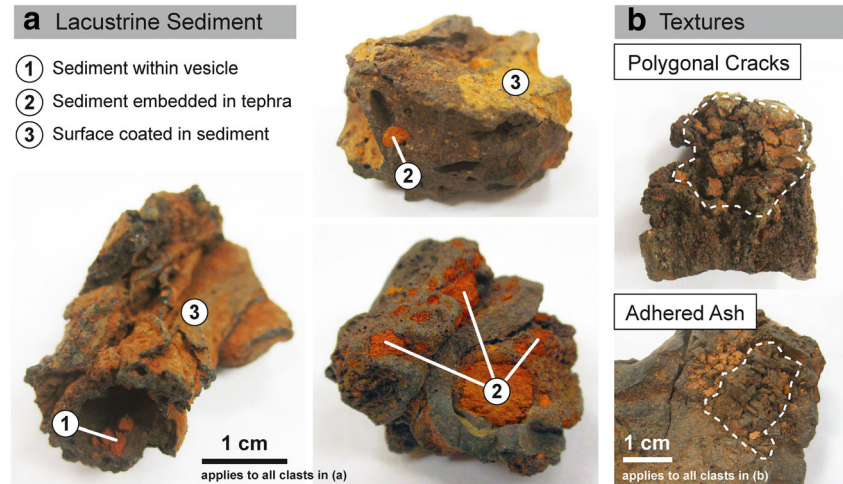 a Lacustrine Sediment
1 Sediment within vesicle
2 Sediment embedded in tephra
3 Surface coated in sediment
3
2
3
1
2
1 cm
applies to all clasts in (a)
b Textures
Polygonal Cracks
Adhered Ash
1 cm
applies to all clasts in (b)